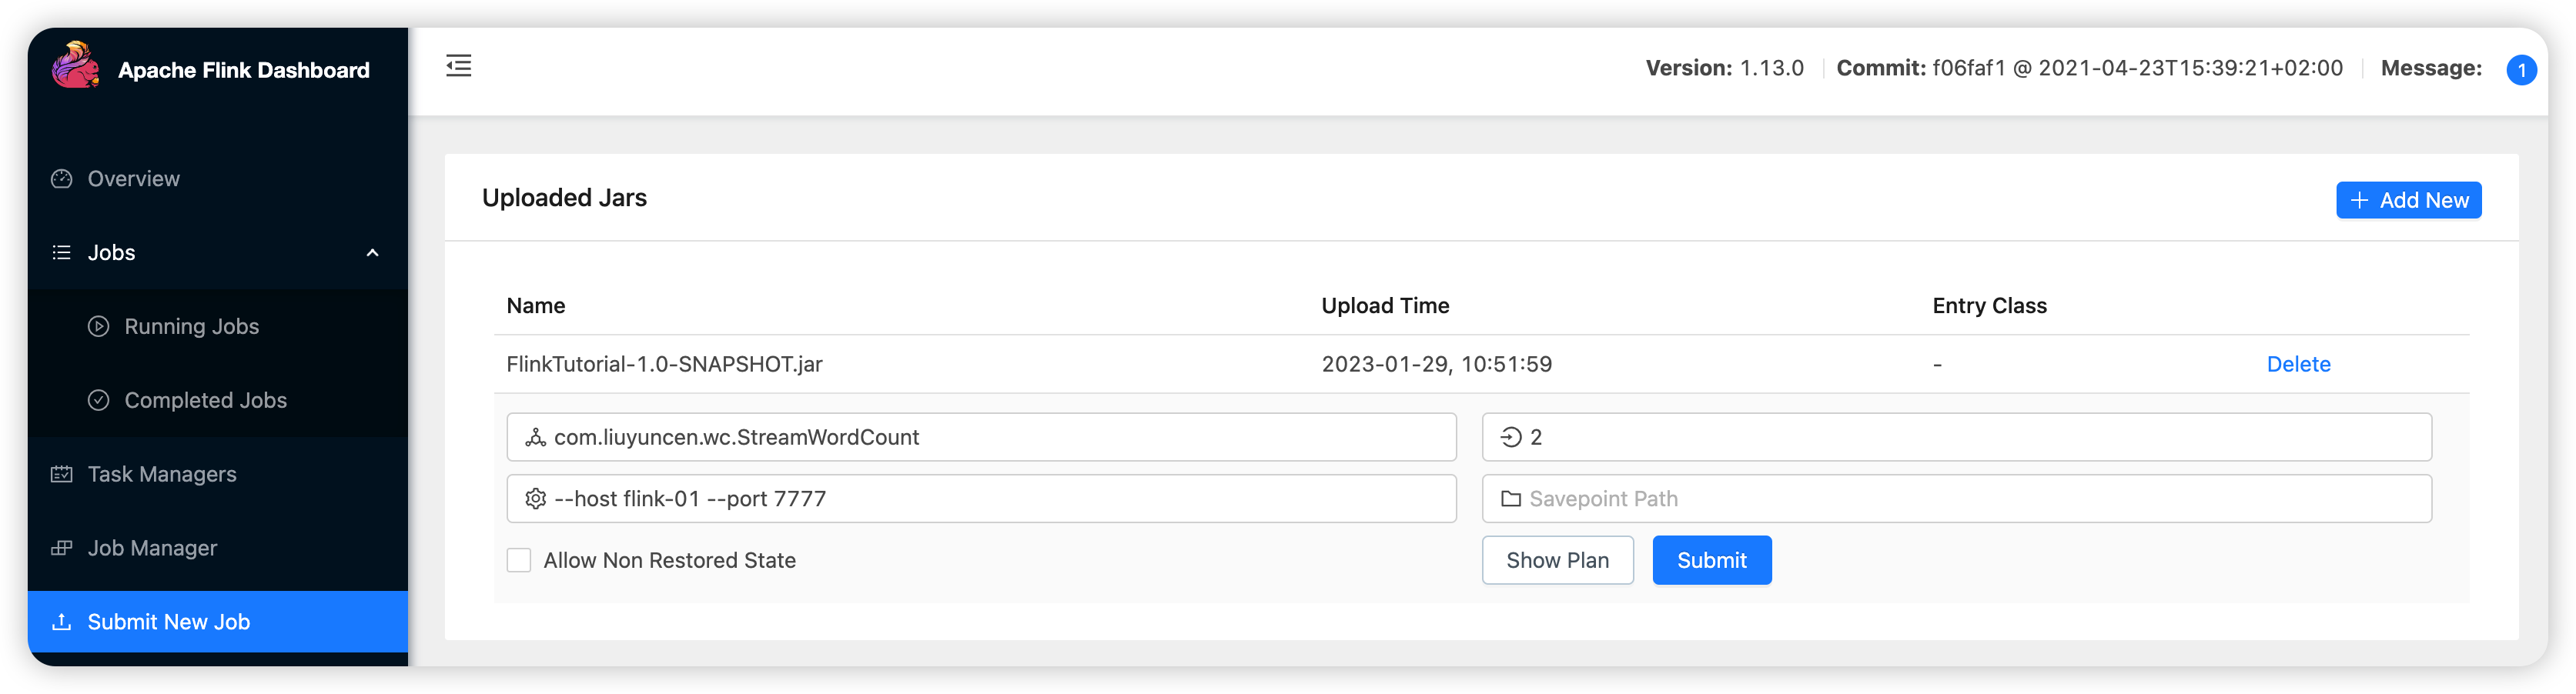 Apache Flink Dashboard
Version: 1.13.0 Commit: f06faf1 @ 2021-04-23T15:39:21+02:00 Message: 1
Overview
Jobs
Running Jobs
Completed Jobs
Task Managers
Job Manager
Submit New Job
Uploaded Jars
+ Add New
Name Upload Time Entry Class
FlinkTutorial-1.0-SNAPSHOT.jar 2023-01-29, 10:51:59 - Delete
com.liuyuncen.wc.StreamWordCount 2
--host flink-01 --port 7777 Savepoint Path
Allow Non Restored State Show Plan Submit